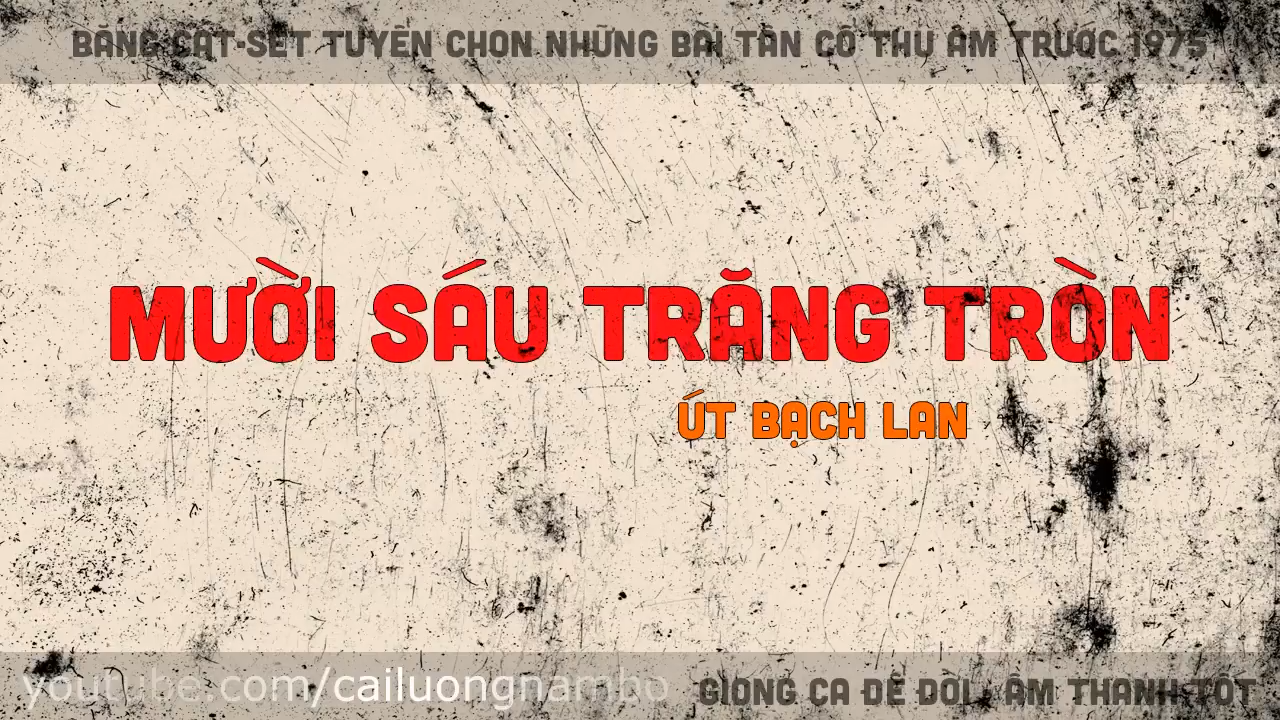 BĂNG CÁT-SÉT TUYỂN CHỌN NHỮNG BÀI TÂN CỔ THU ÂM TRƯỚC 1975
MƯỜI SÁU TRĂNG TRÒN
ÚT BẠCH LAN
youtube.com/cailuongnambo
GIỌNG CA ĐỂ ĐỜI, ÂM THANH TỐT